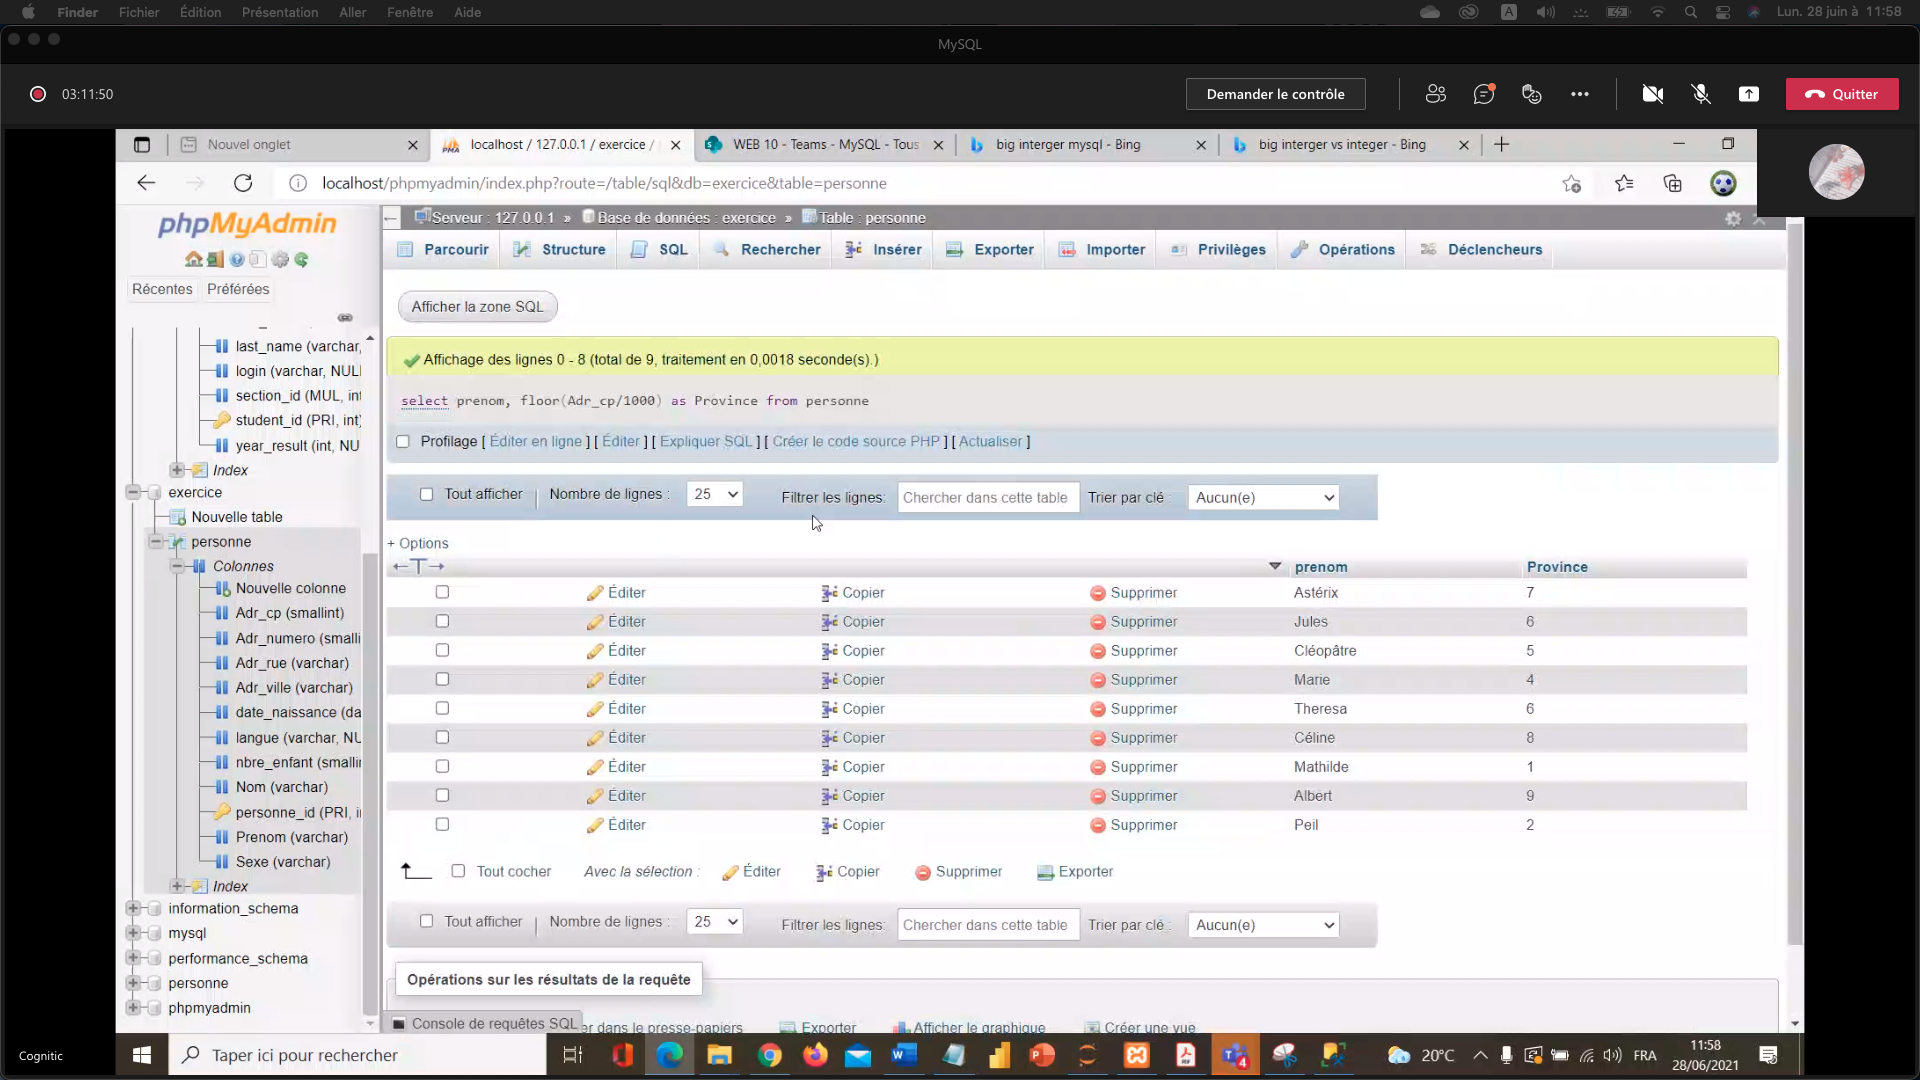 Finder Fichier Édition Présentation Aller Fenêtre Aide A Lun. 28 juin à 11:58
MySQL
03:11:50 Demander le contrôle Quitter
Nouvel onglet localhost / 127.0.0.1 / exercice / WEB 10 - Teams - MySQL - Tous big interger mysql - Bing big interger vs integer - Bing
localhost/phpmyadmin/index.php?route=/table/sql&db=exercice&table=personne
phpMyAdmin
Récentes Préférées
last_name (varchar,
login (varchar, NULL
section_id (MUL, int
student_id (PRI, int)
year_result (int, NU
Index
exercice
Nouvelle table
personne
Colonnes
Nouvelle colonne
Adr_cp (smallint)
Adr_numero (smalli
Adr_rue (varchar)
Adr_ville (varchar)
date_naissance (da
langue (varchar, NU
nbre_enfant (smallin
Nom (varchar)
personne_id (PRI, i
Prenom (varchar)
Sexe (varchar)
Index
information_schema
mysql
performance_schema
personne
phpmyadmin
Serveur : 127.0.0.1 » Base de données : exercice » Table : personne
Parcourir Structure SQL Rechercher Insérer Exporter Importer Privilèges Opérations Déclencheurs
Afficher la zone SQL
Affichage des lignes 0 - 8 (total de 9, traitement en 0,0018 seconde(s).)
select prenom, floor(Adr_cp/1000) as Province from personne
Profilage [ Éditer en ligne ] [ Éditer ] [ Expliquer SQL ] [ Créer le code source PHP ] [ Actualiser ]
Tout afficher Nombre de lignes : 25 Filtrer les lignes: Chercher dans cette table Trier par clé : Aucun(e)
+ Options
←T→ prenom Province
Éditer Copier Supprimer Astérix 7
Éditer Copier Supprimer Jules 6
Éditer Copier Supprimer Cléopâtre 5
Éditer Copier Supprimer Marie 4
Éditer Copier Supprimer Theresa 6
Éditer Copier Supprimer Céline 8
Éditer Copier Supprimer Mathilde 1
Éditer Copier Supprimer Albert 9
Éditer Copier Supprimer Peil 2
Tout cocher Avec la sélection : Éditer Copier Supprimer Exporter
Tout afficher Nombre de lignes : 25 Filtrer les lignes: Chercher dans cette table Trier par clé : Aucun(e)
Opérations sur les résultats de la requête
Console de requêtes SQL er dans le presse-papiers Exporter Afficher le graphique Créer une vue
Cognitic Taper ici pour rechercher 4 20°C FRA 11:58
28/06/2021